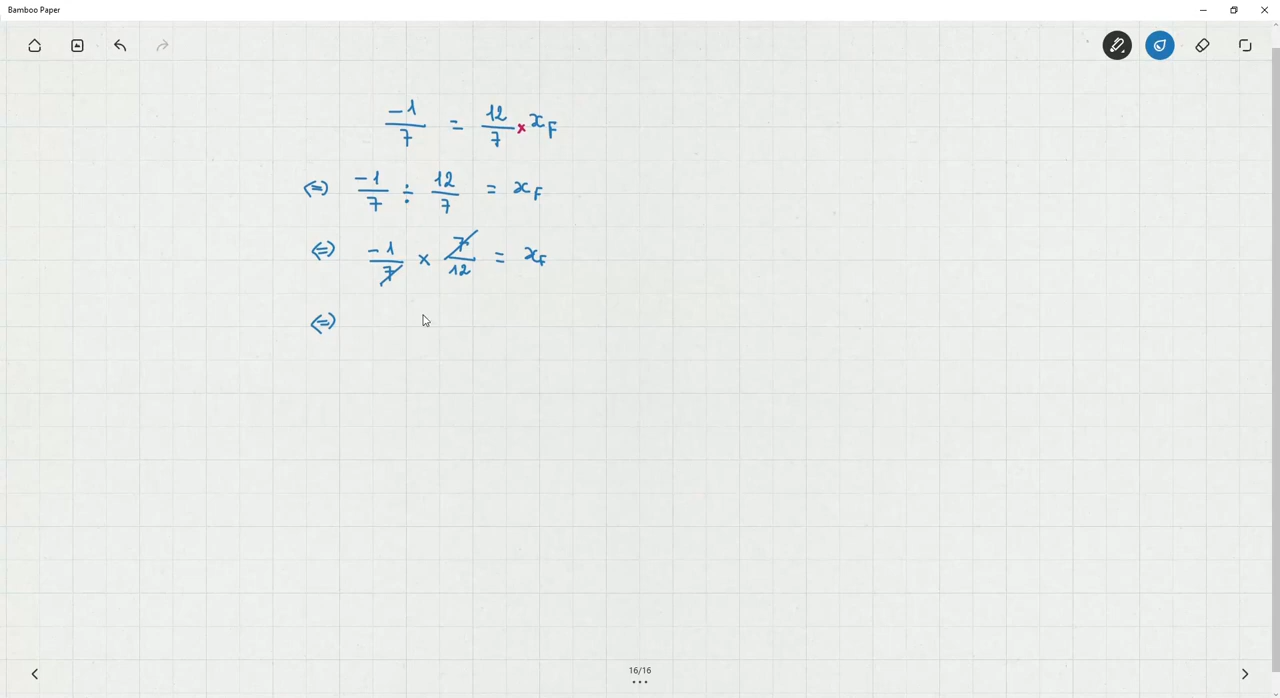 Bamboo Paper
-1/7 = 12/7 × x_F
⇔ -1/7 ÷ 12/7 = x_F
⇔ -1/7 × 7/12 = x_F
⇔
16/16